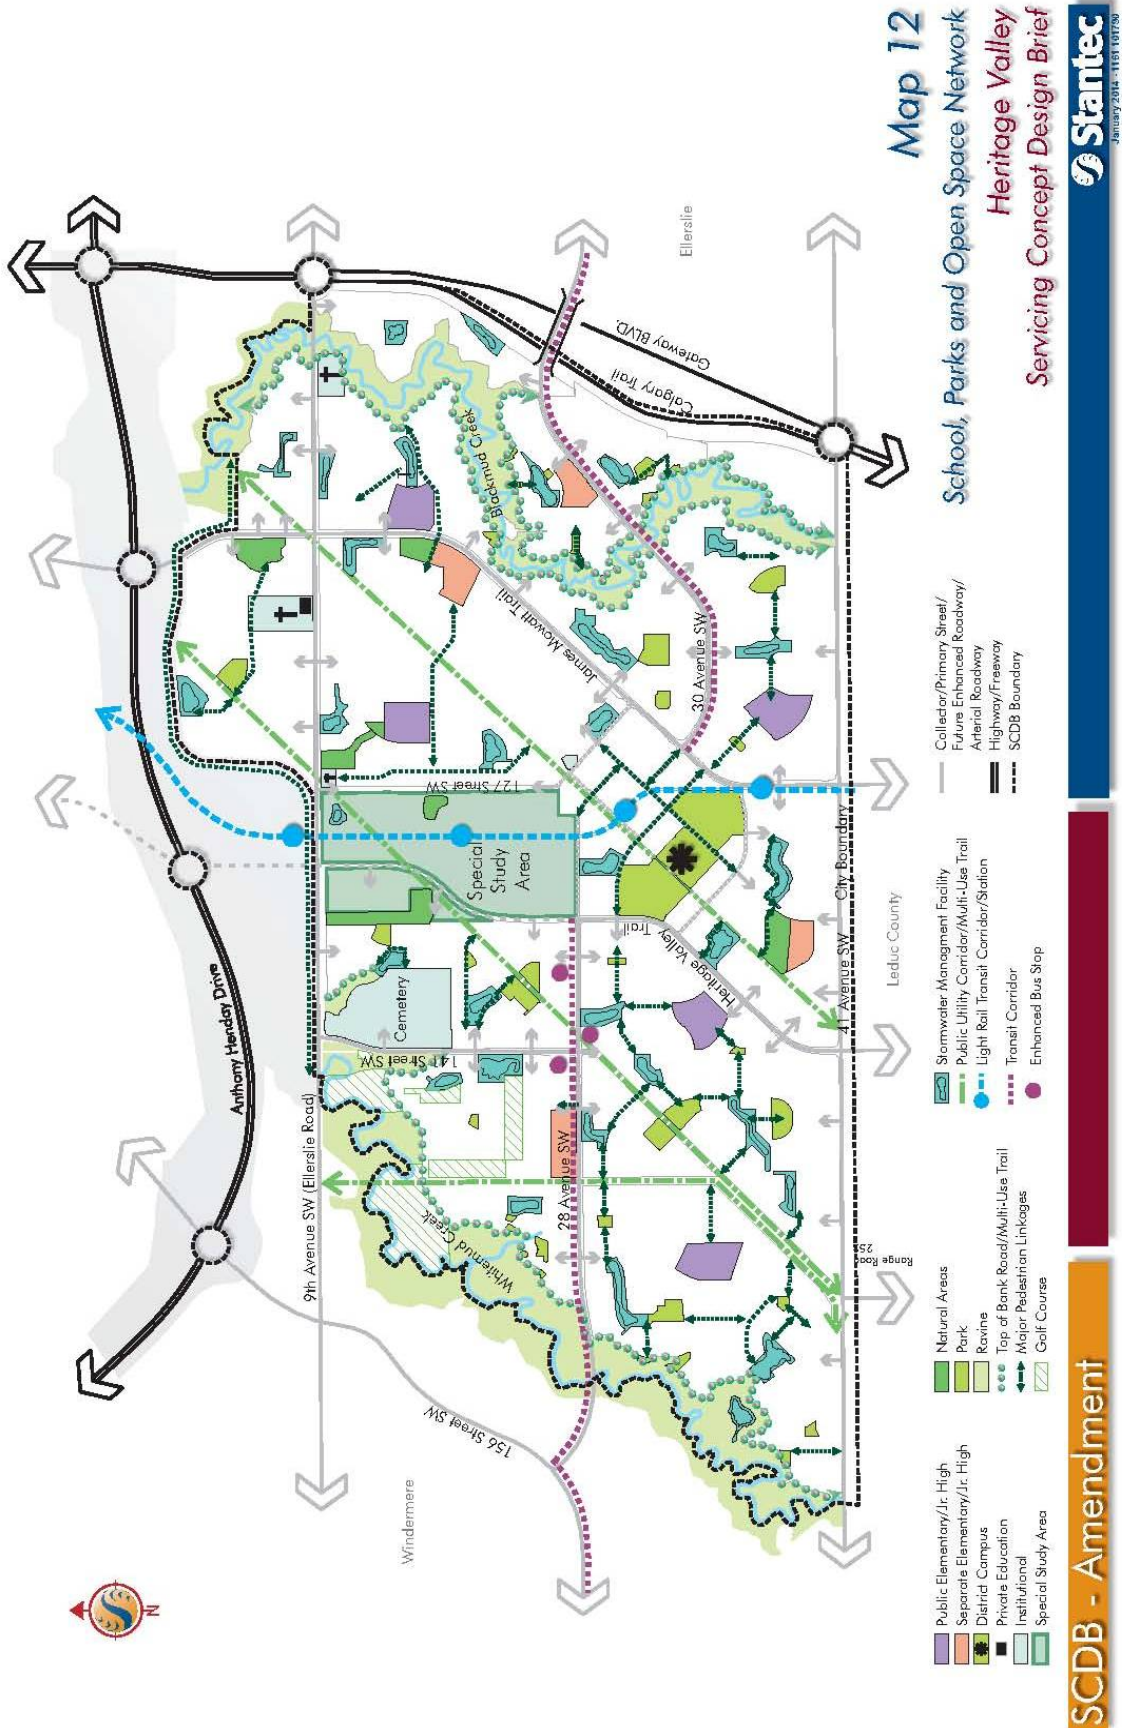 Map 12
School, Parks and Open Space Network
Heritage Valley
Servicing Concept Design Brief
Stantec
January 2014 - 1161 101790
SCDB - Amendment
N
Windermere
Ellerslie
Leduc County
Anthony Henday Drive
9th Avenue SW (Ellerslie Road)
156 Street SW
141 Street SW
127 Street SW
28 Avenue SW
30 Avenue SW
41 Avenue SW
City Boundary
Range Road
Heritage Valley
Trail
James Mowatt Trail
Calgary Trail
Gateway BLVD.
Blackmud Creek
Whitemud Creek
Cemetery
Special
Study
Area
Public Elementary/Jr. High
Separate Elementary/Jr. High
District Campus
Private Education
Institutional
Special Study Area
Natural Areas
Park
Ravine
Top of Bank Road/Multi-Use Trail
Major Pedestrian Linkages
Golf Course
Stormwater Managment Facility
Public Utility Corridor/Multi-Use Trail
Light Rail Transit Corridor/Station
Transit Corridor
Enhanced Bus Stop
Collector/Primary Street/
Future Enhanced Roadway/
Arterial Roadway
Highway/Freeway
SCDB Boundary